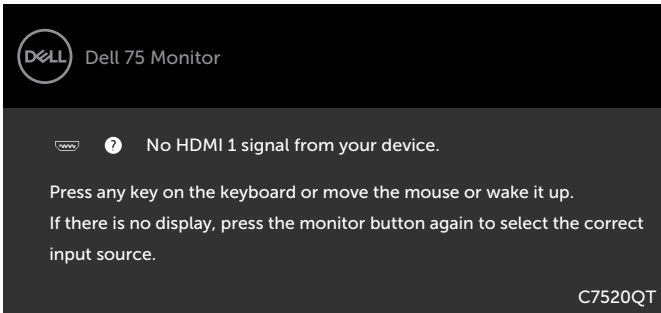 DELL Dell 75 Monitor
? No HDMI 1 signal from your device.
Press any key on the keyboard or move the mouse or wake it up.
If there is no display, press the monitor button again to select the correct
input source.
C7520QT